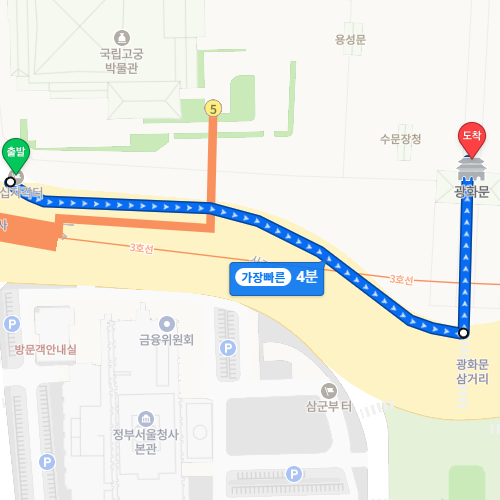 용성문
국립고궁
박물관
5
수문장청
도착
출발
광화문
3호선
3호선
가장빠른 4분
P
방문객안내실
금융위원회
P
광화문
삼거리
삼군부 터
정부서울청사
본관
P
P